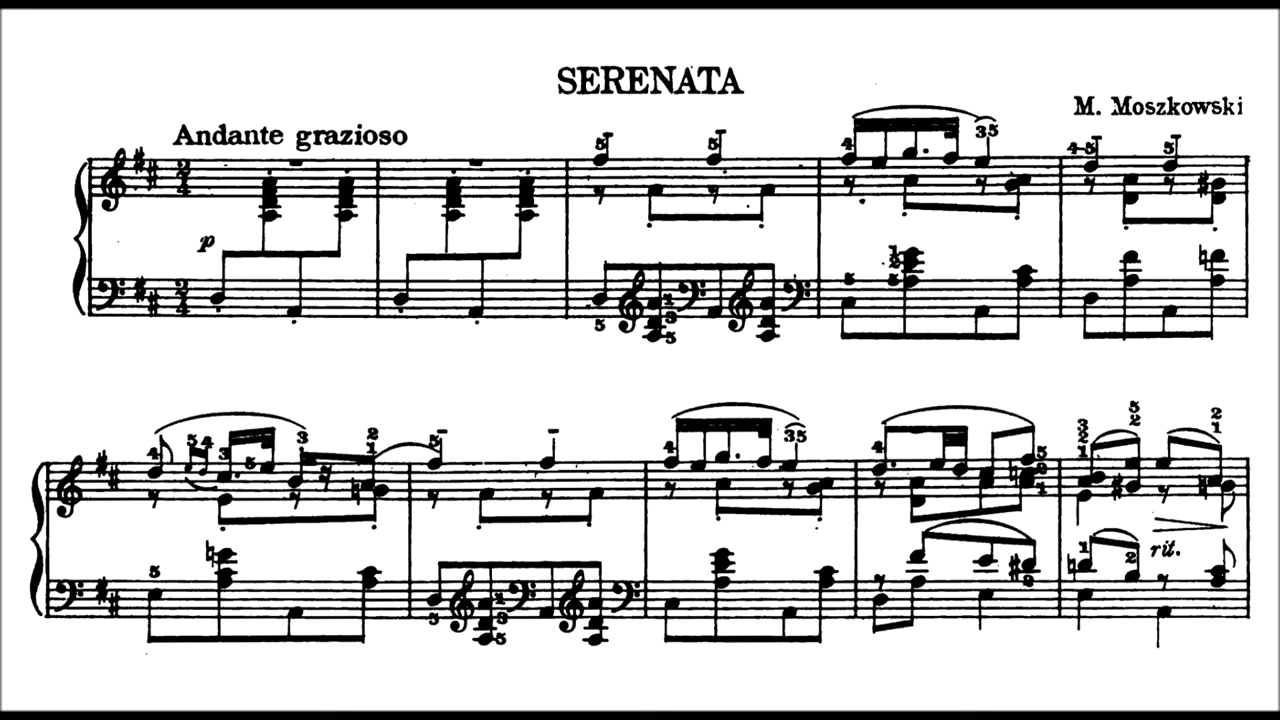 SERENATA
M. Moszkowski
Andante grazioso
p
rit.